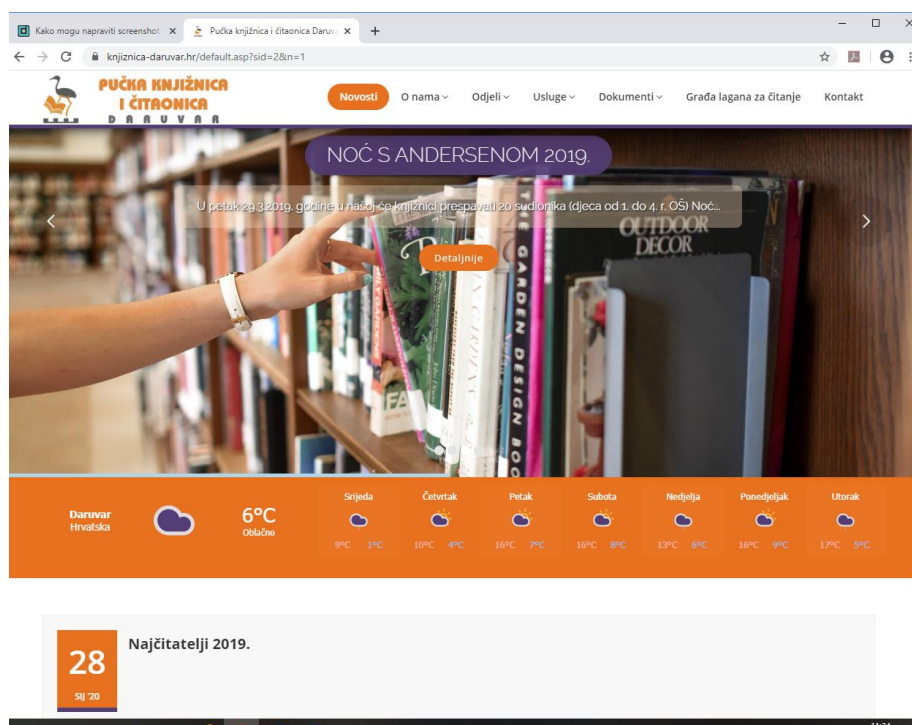 Kako mogu napraviti screenshot
Pučka knjižnica i čitaonica Daruva
knjiznica-daruvar.hr/default.asp?sid=2&n=1
PUČKA KNJIŽNICA
I ČITAONICA
DARUVAR
Novosti O nama Odjeli Usluge Dokumenti Građa lagana za čitanje Kontakt
NOĆ S ANDERSENOM 2019.
U petak 29.3.2019. godine u našoj će knjižnici prespavati 20 sudionika (djeca od 1. do 4. r. OŠ) Noć...
Detaljnije
OUTDOOR
DECOR
THE GARDEN DESIGN BOO
Daruvar
Hrvatska
6°C
Oblačno
Srijeda Četvrtak Petak Subota Nedjelja Ponedjeljak Utorak
9°C 1°C 10°C 4°C 16°C 7°C 16°C 8°C 13°C 6°C 16°C 9°C 17°C 5°C
28
SIJ '20
Najčitatelji 2019.